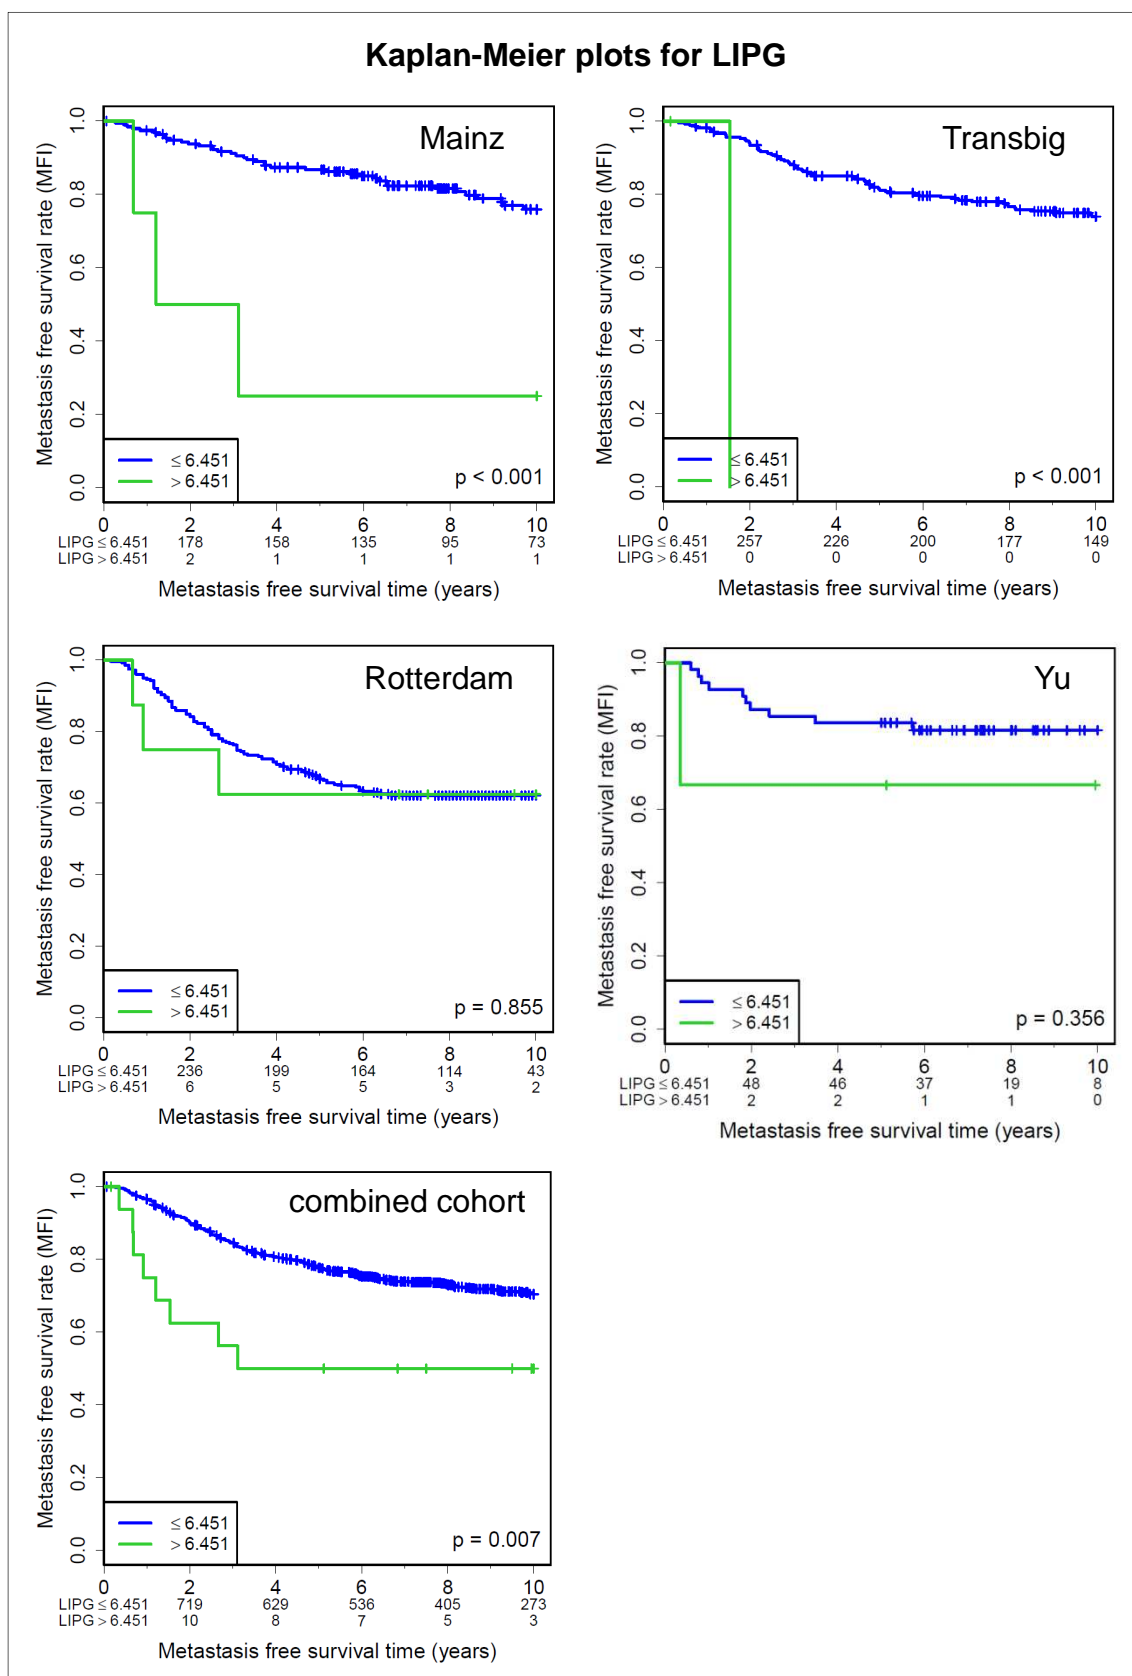 Kaplan-Meier plots for LIPG
Mainz
Metastasis free survival rate (MFI)
1.0
0.8
0.6
0.4
0.2
0.0
≤ 6.451
> 6.451
p < 0.001
0 2 4 6 8 10
LIPG ≤ 6.451 178 158 135 95 73
LIPG > 6.451 2 1 1 1 1
Metastasis free survival time (years)
Transbig
Metastasis free survival rate (MFI)
1.0
0.8
0.6
0.4
0.2
0.0
≤ 6.451
> 6.451
p < 0.001
0 2 4 6 8 10
LIPG ≤ 6.451 257 226 200 177 149
LIPG > 6.451 0 0 0 0 0
Metastasis free survival time (years)
Rotterdam
Metastasis free survival rate (MFI)
1.0
0.8
0.6
0.4
0.2
0.0
≤ 6.451
> 6.451
p = 0.855
0 2 4 6 8 10
LIPG ≤ 6.451 236 199 164 114 43
LIPG > 6.451 6 5 5 3 2
Metastasis free survival time (years)
Yu
Metastasis free survival rate (MFI)
1.0
0.8
0.6
0.4
0.2
0.0
≤ 6.451
> 6.451
p = 0.356
0 2 4 6 8 10
LIPG ≤ 6.451 48 46 37 19 8
LIPG > 6.451 2 2 1 1 0
Metastasis free survival time (years)
combined cohort
Metastasis free survival rate (MFI)
1.0
0.8
0.6
0.4
0.2
0.0
≤ 6.451
> 6.451
p = 0.007
0 2 4 6 8 10
LIPG ≤ 6.451 719 629 536 405 273
LIPG > 6.451 10 8 7 5 3
Metastasis free survival time (years)